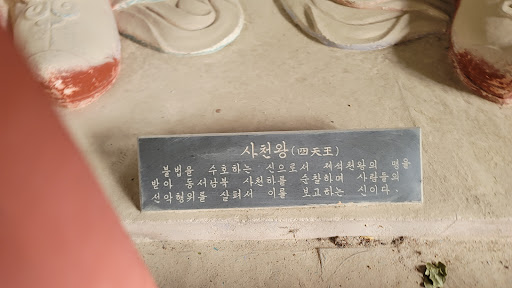 사천왕(四天王)
불법을 수호하는 신으로서 제석천왕의 명을
받아 동서남북 사천하를 순찰하며 사람들의
선악행위를 살펴서 이를 보고하는 신이다.